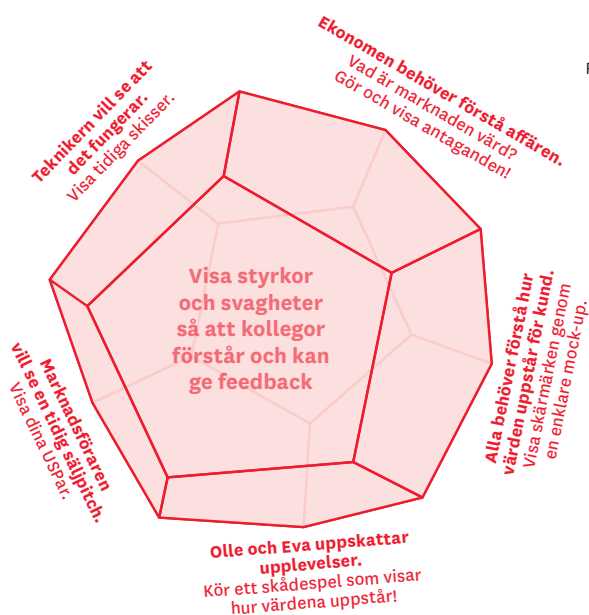 Teknikern vill se att
det fungerar.
Visa tidiga skisser.
Ekonomen behöver förstå affären.
Vad är marknaden värd?
Gör och visa antaganden!
Visa styrkor
och svagheter
så att kollegor
förstår och kan
ge feedback
Alla behöver förstå hur
värden uppstår för kund.
Visa skärmärken genom
en enklare mock-up.
Marknadsföraren
vill se en tidig säljpitch.
Visa dina USPar.
Olle och Eva uppskattar
upplevelser.
Kör ett skådespel som visar
hur värdena uppstår!